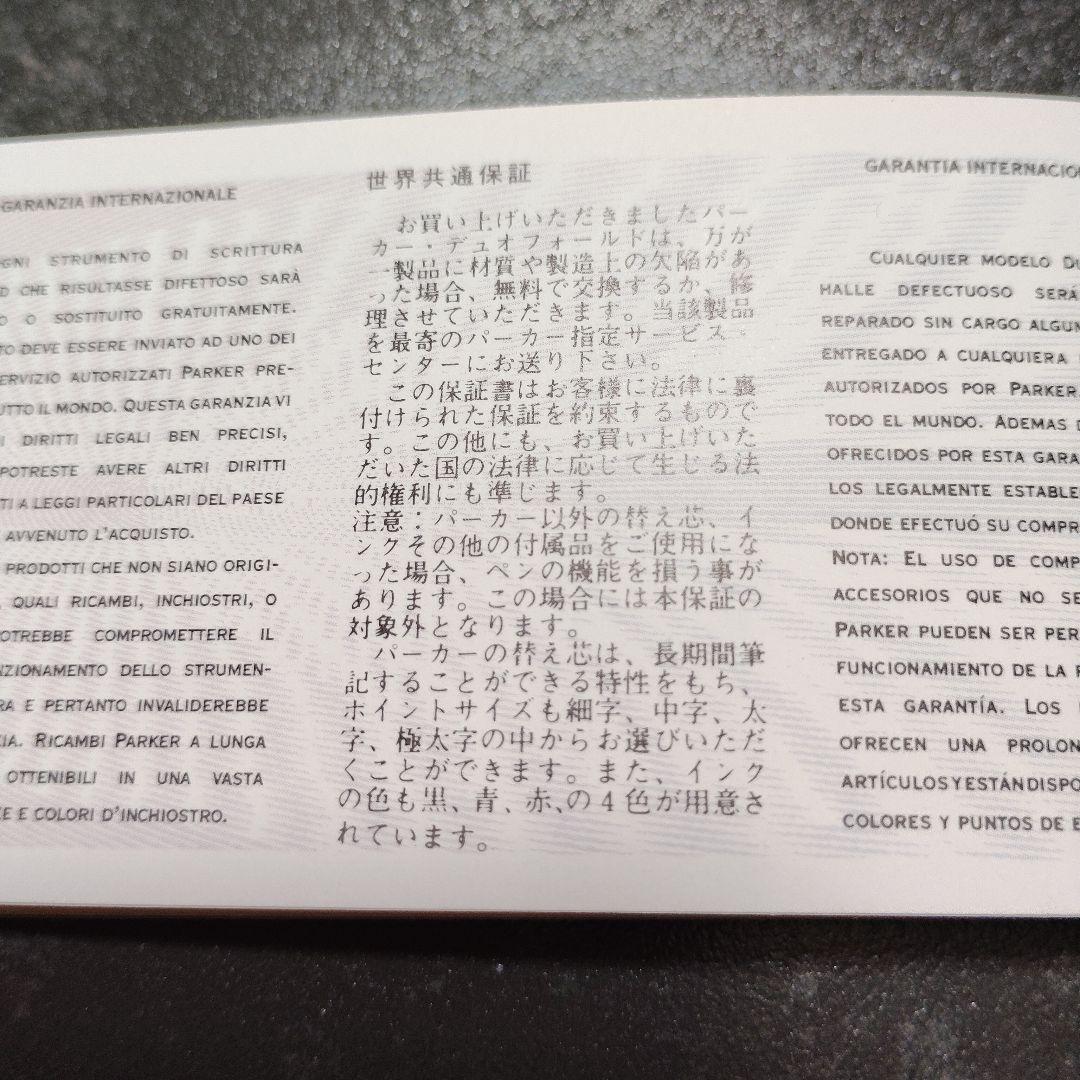 GARANZIA INTERNAZIONALE
OGNI STRUMENTO DI SCRITTURA
CHE RISULTASSE DIFETTOSO SARÀ
O SOSTITUITO GRATUITAMENTE.
DEVE ESSERE INVIATO AD UNO DEI
SERVIZIO AUTORIZZATI PARKER PRE-
TUTTO IL MONDO. QUESTA GARANZIA VI
DIRITTI LEGALI BEN PRECISI,
POTRESTE AVERE ALTRI DIRITTI
A LEGGI PARTICOLARI DEL PAESE
AVVENUTO L'ACQUISTO.
PRODOTTI CHE NON SIANO ORIGI-
, QUALI RICAMBI, INCHIOSTRI, O
POTREBBE COMPROMETTERE IL
NZIONAMENTO DELLO STRUMEN-
RA E PERTANTO INVALIDEREBBE
IA. RICAMBI PARKER A LUNGA
OTTENIBILI IN UNA VASTA
E COLORI D'INCHIOSTRO.
世界共通保証
お買い上げいただきましたパー
カー・デュオフォールドは、万が
一製品に材質や製造上の欠陥があ
った場合、無料で交換するか、修
理させていただきます。当該製品
を最寄のパーカー指定サービス・
センターにお送り下さい。
この保証書はお客様に法律に裏
付けられた保証を約束するもので
す。この他にも、お買い上げいた
だいた国の法律に応じて生じる法
的権利にも準じます。
注意：パーカー以外の替え芯、イ
ンクその他の付属品をご使用にな
った場合、ペンの機能を損う事が
あります。この場合には本保証の
対象外となります。
パーカーの替え芯は、長期間筆
記することができる特性をもち、
ポイントサイズも細字、中字、太
字、極太字の中からお選びいただ
くことができます。また、インク
の色も黒、青、赤、の4色が用意さ
れています。
GARANTIA INTERNACIO
CUALQUIER MODELO DU
HALLE DEFECTUOSO SERÁ
REPARADO SIN CARGO ALGUN
ENTREGADO A CUALQUIERA
AUTORIZADOS POR PARKER
TODO EL MUNDO. ADEMAS D
OFRECIDOS POR ESTA GARA
LOS LEGALMENTE ESTABLE
DONDE EFECTUÓ SU COMPR
NOTA: EL USO DE COMP
ACCESORIOS QUE NO SE
PARKER PUEDEN SER PER
FUNCIONAMIENTO DE LA
ESTA GARANTÍA. LOS
OFRECEN UNA PROLON
ARTÍCULOS Y ESTÁN DISPO
COLORES Y PUNTOS DE E